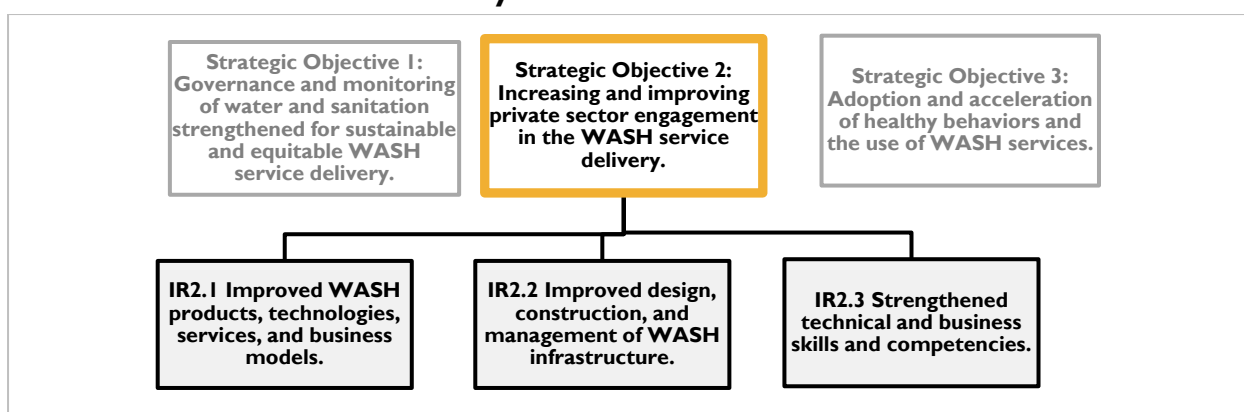 Strategic Objective 1:
Governance and monitoring
of water and sanitation
strengthened for sustainable
and equitable WASH
service delivery.
Strategic Objective 2:
Increasing and improving
private sector engagement
in the WASH service
delivery.
Strategic Objective 3:
Adoption and acceleration
of healthy behaviors and
the use of WASH services.
IR2.1 Improved WASH
products, technologies,
services, and business
models.
IR2.2 Improved design,
construction, and
management of WASH
infrastructure.
IR2.3 Strengthened
technical and business
skills and competencies.